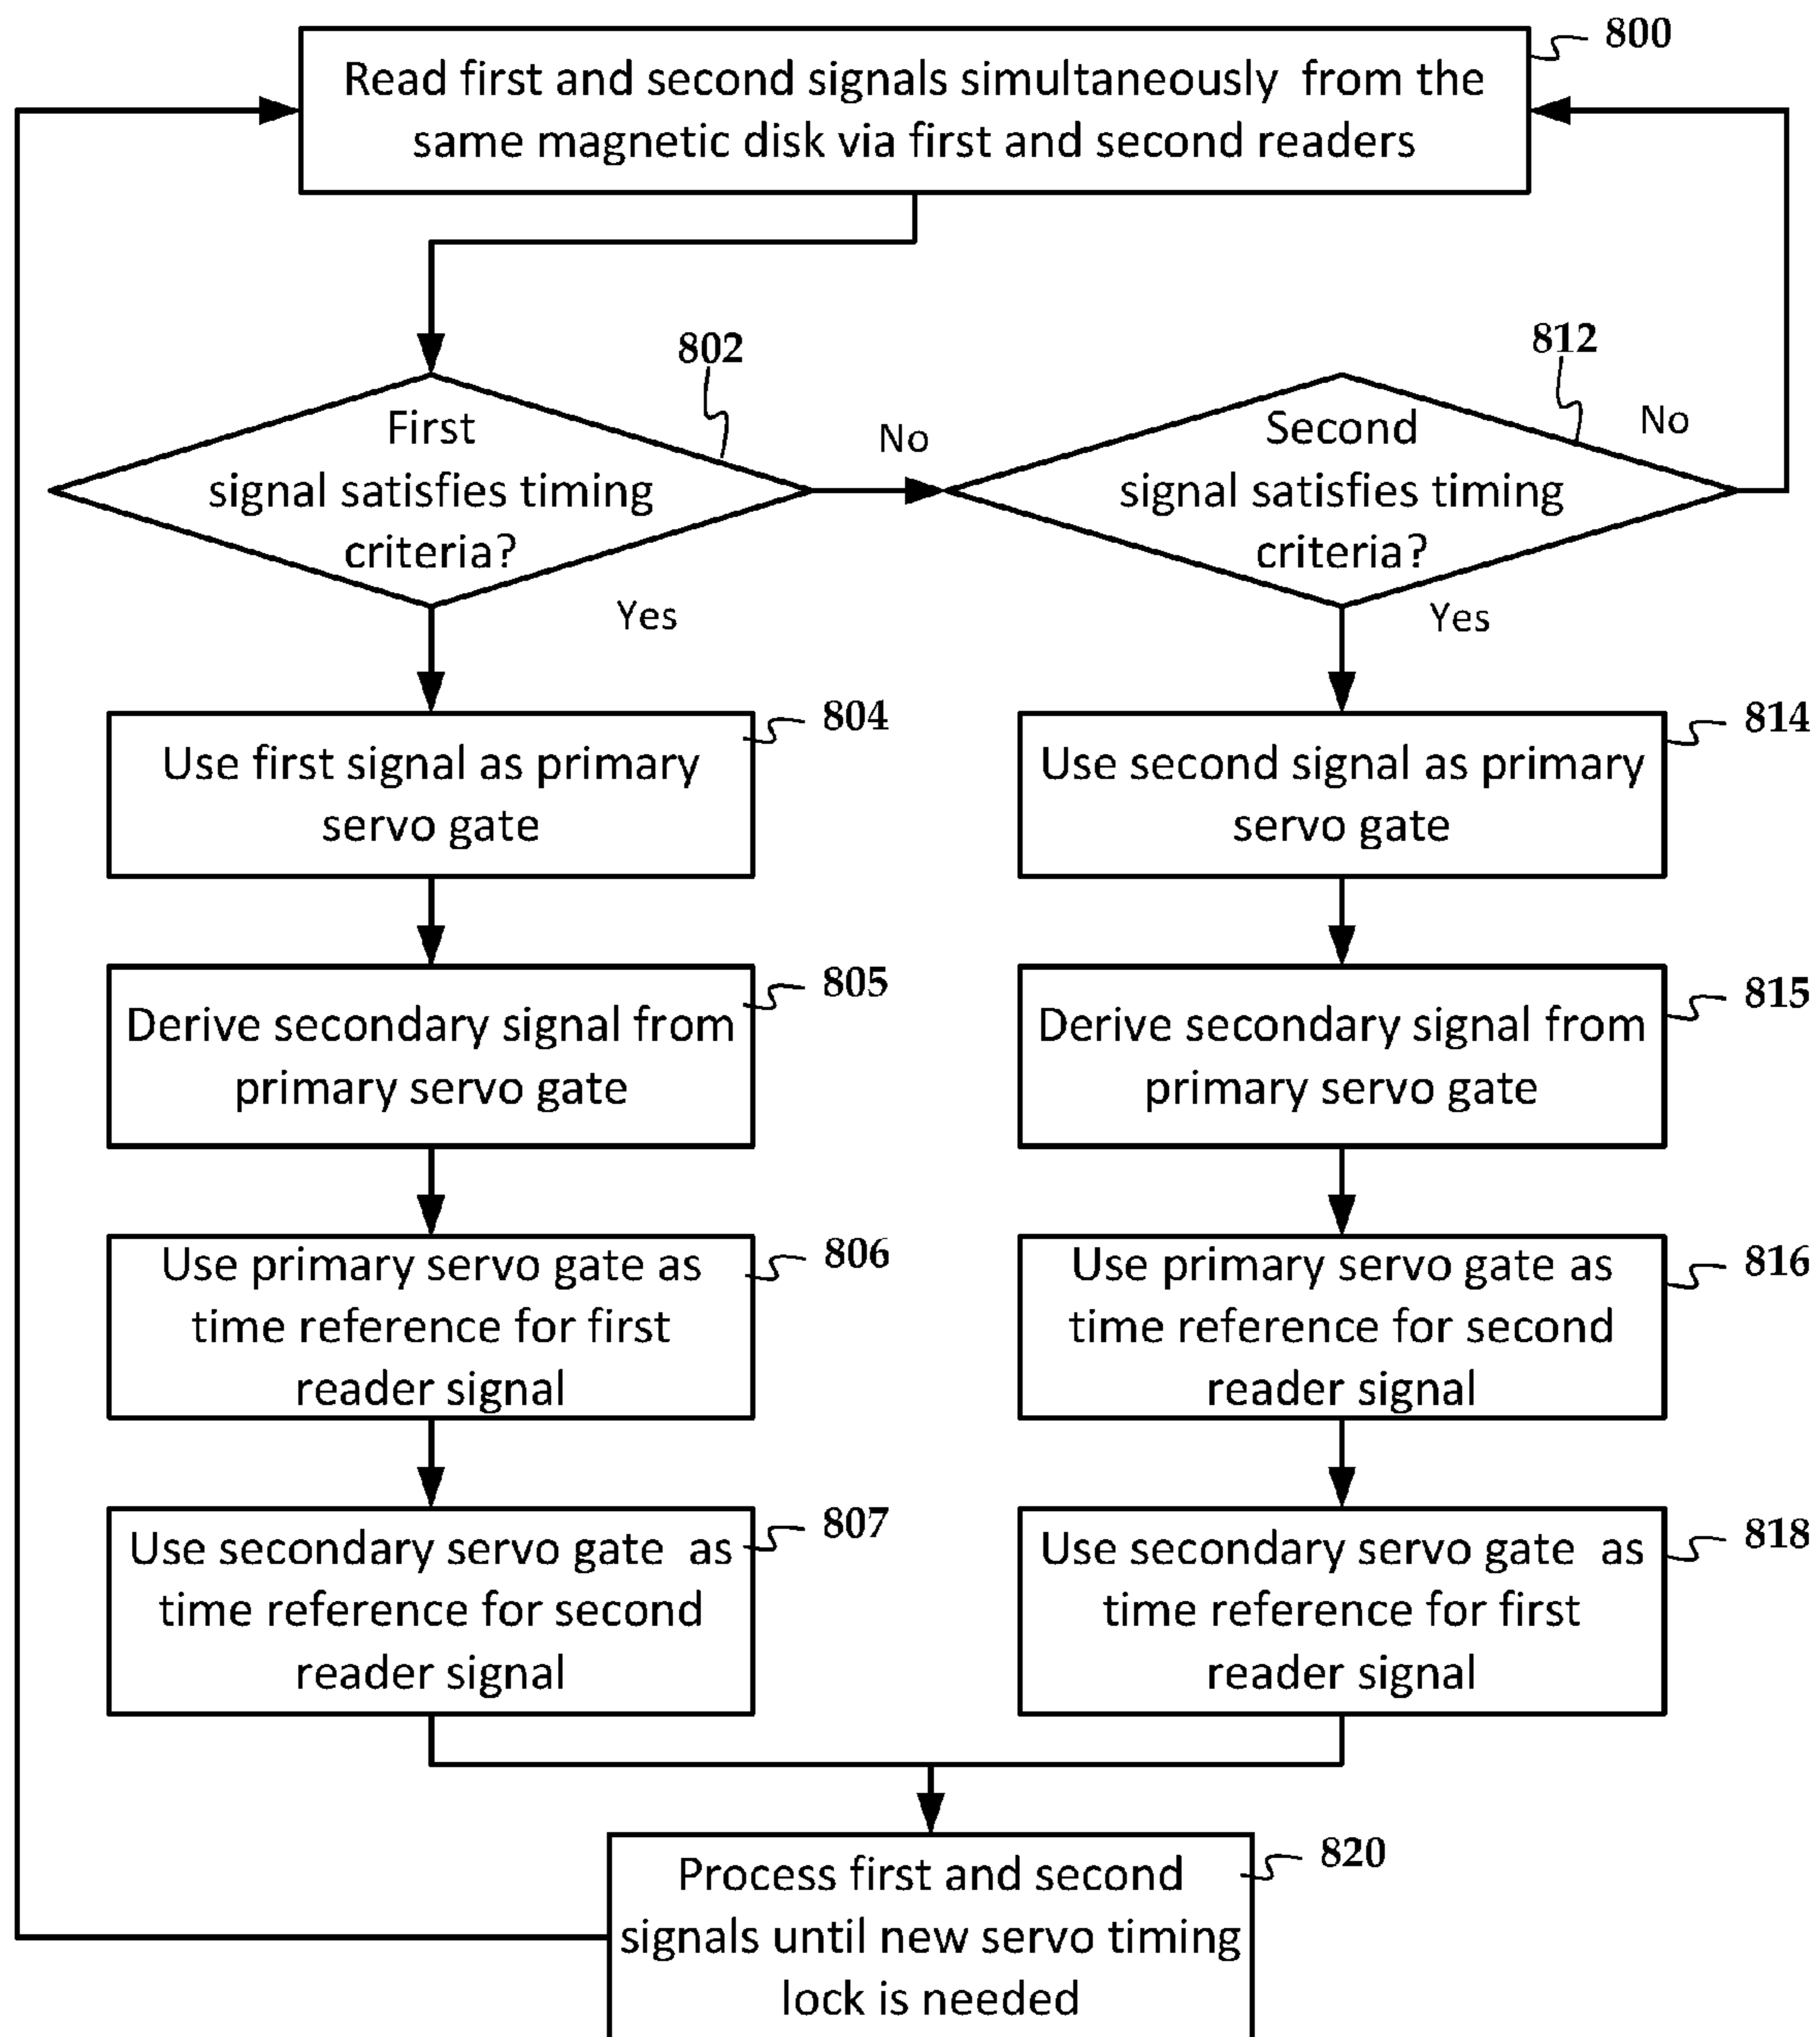 800
Read first and second signals simultaneously from the
same magnetic disk via first and second readers
802
812
First
signal satisfies timing
criteria?
No
Second
signal satisfies timing
criteria?
No
Yes
Yes
804
Use first signal as primary
servo gate
814
Use second signal as primary
servo gate
805
Derive secondary signal from
primary servo gate
815
Derive secondary signal from
primary servo gate
806
Use primary servo gate as
time reference for first
reader signal
816
Use primary servo gate as
time reference for second
reader signal
807
Use secondary servo gate as
time reference for second
reader signal
818
Use secondary servo gate as
time reference for first
reader signal
820
Process first and second
signals until new servo timing
lock is needed